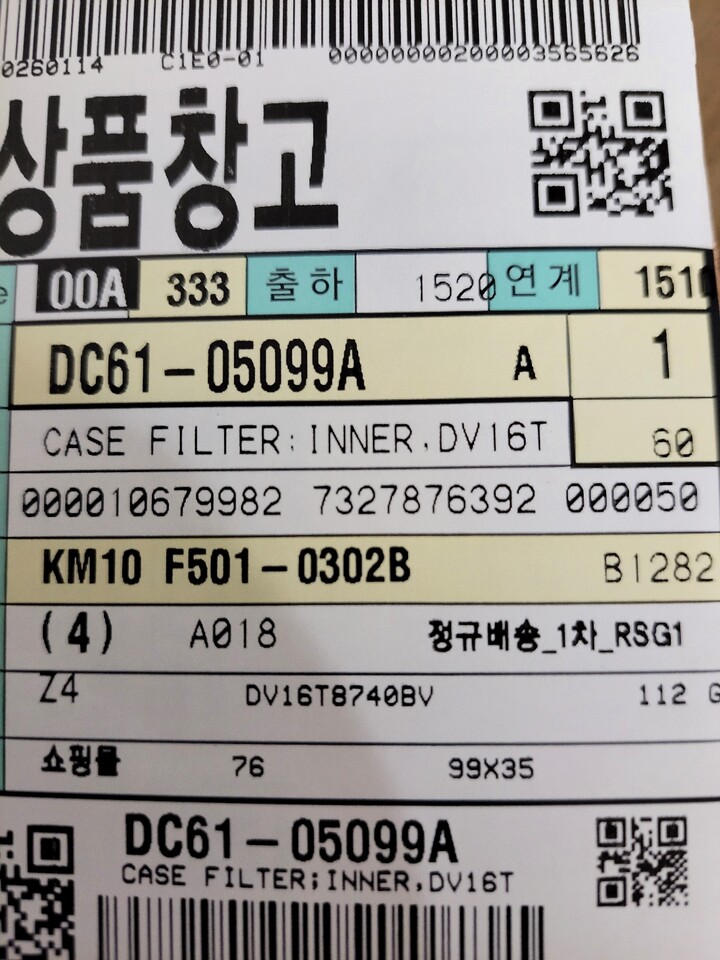 0260114 C1E0-01 00000000200003565626
상품창고
e 00A 333 출하 1520 연계 1510
DC61-05099A A 1
CASE FILTER;INNER,DV16T 60
000010679982 7327876392 000050
KM10 F501-0302B B1282
(4) A018 정규배송_1차_RSG1
Z4 DV16T8740BV 112 G
쇼핑몰 76 99X35
DC61-05099A
CASE FILTER;INNER,DV16T